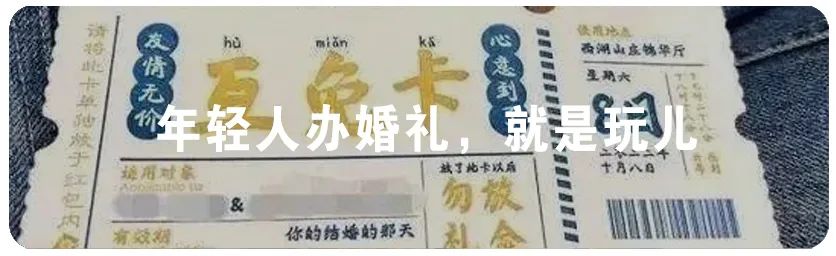 年轻人办婚礼，就是玩儿
请将此卡单独放于红包内
友情无价
hù miǎn kǎ
互免卡
心意到
适用对象
Applicable to
&
有效期
你的结婚的那天
放了此卡以后
勿放
礼金
使用地点
西湖山庄锦华厅
星期六
二零二二年
十月八日